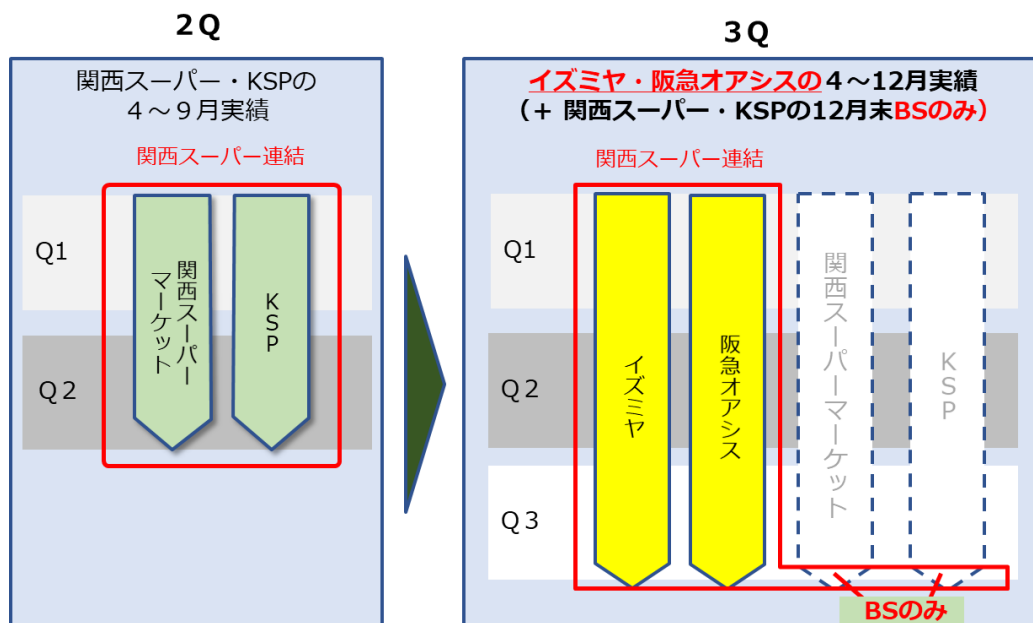 2Q
関西スーパー・KSPの
４～９月実績
関西スーパー連結
Q1
Q２
関西スーパー
マーケット
KSP
3Q
イズミヤ・阪急オアシスの４～12月実績
（+ 関西スーパー・KSPの12月末BSのみ）
関西スーパー連結
Q1
Q２
Q３
イズミヤ
阪急オアシス
関西スーパーマーケット
KSP
BSのみ